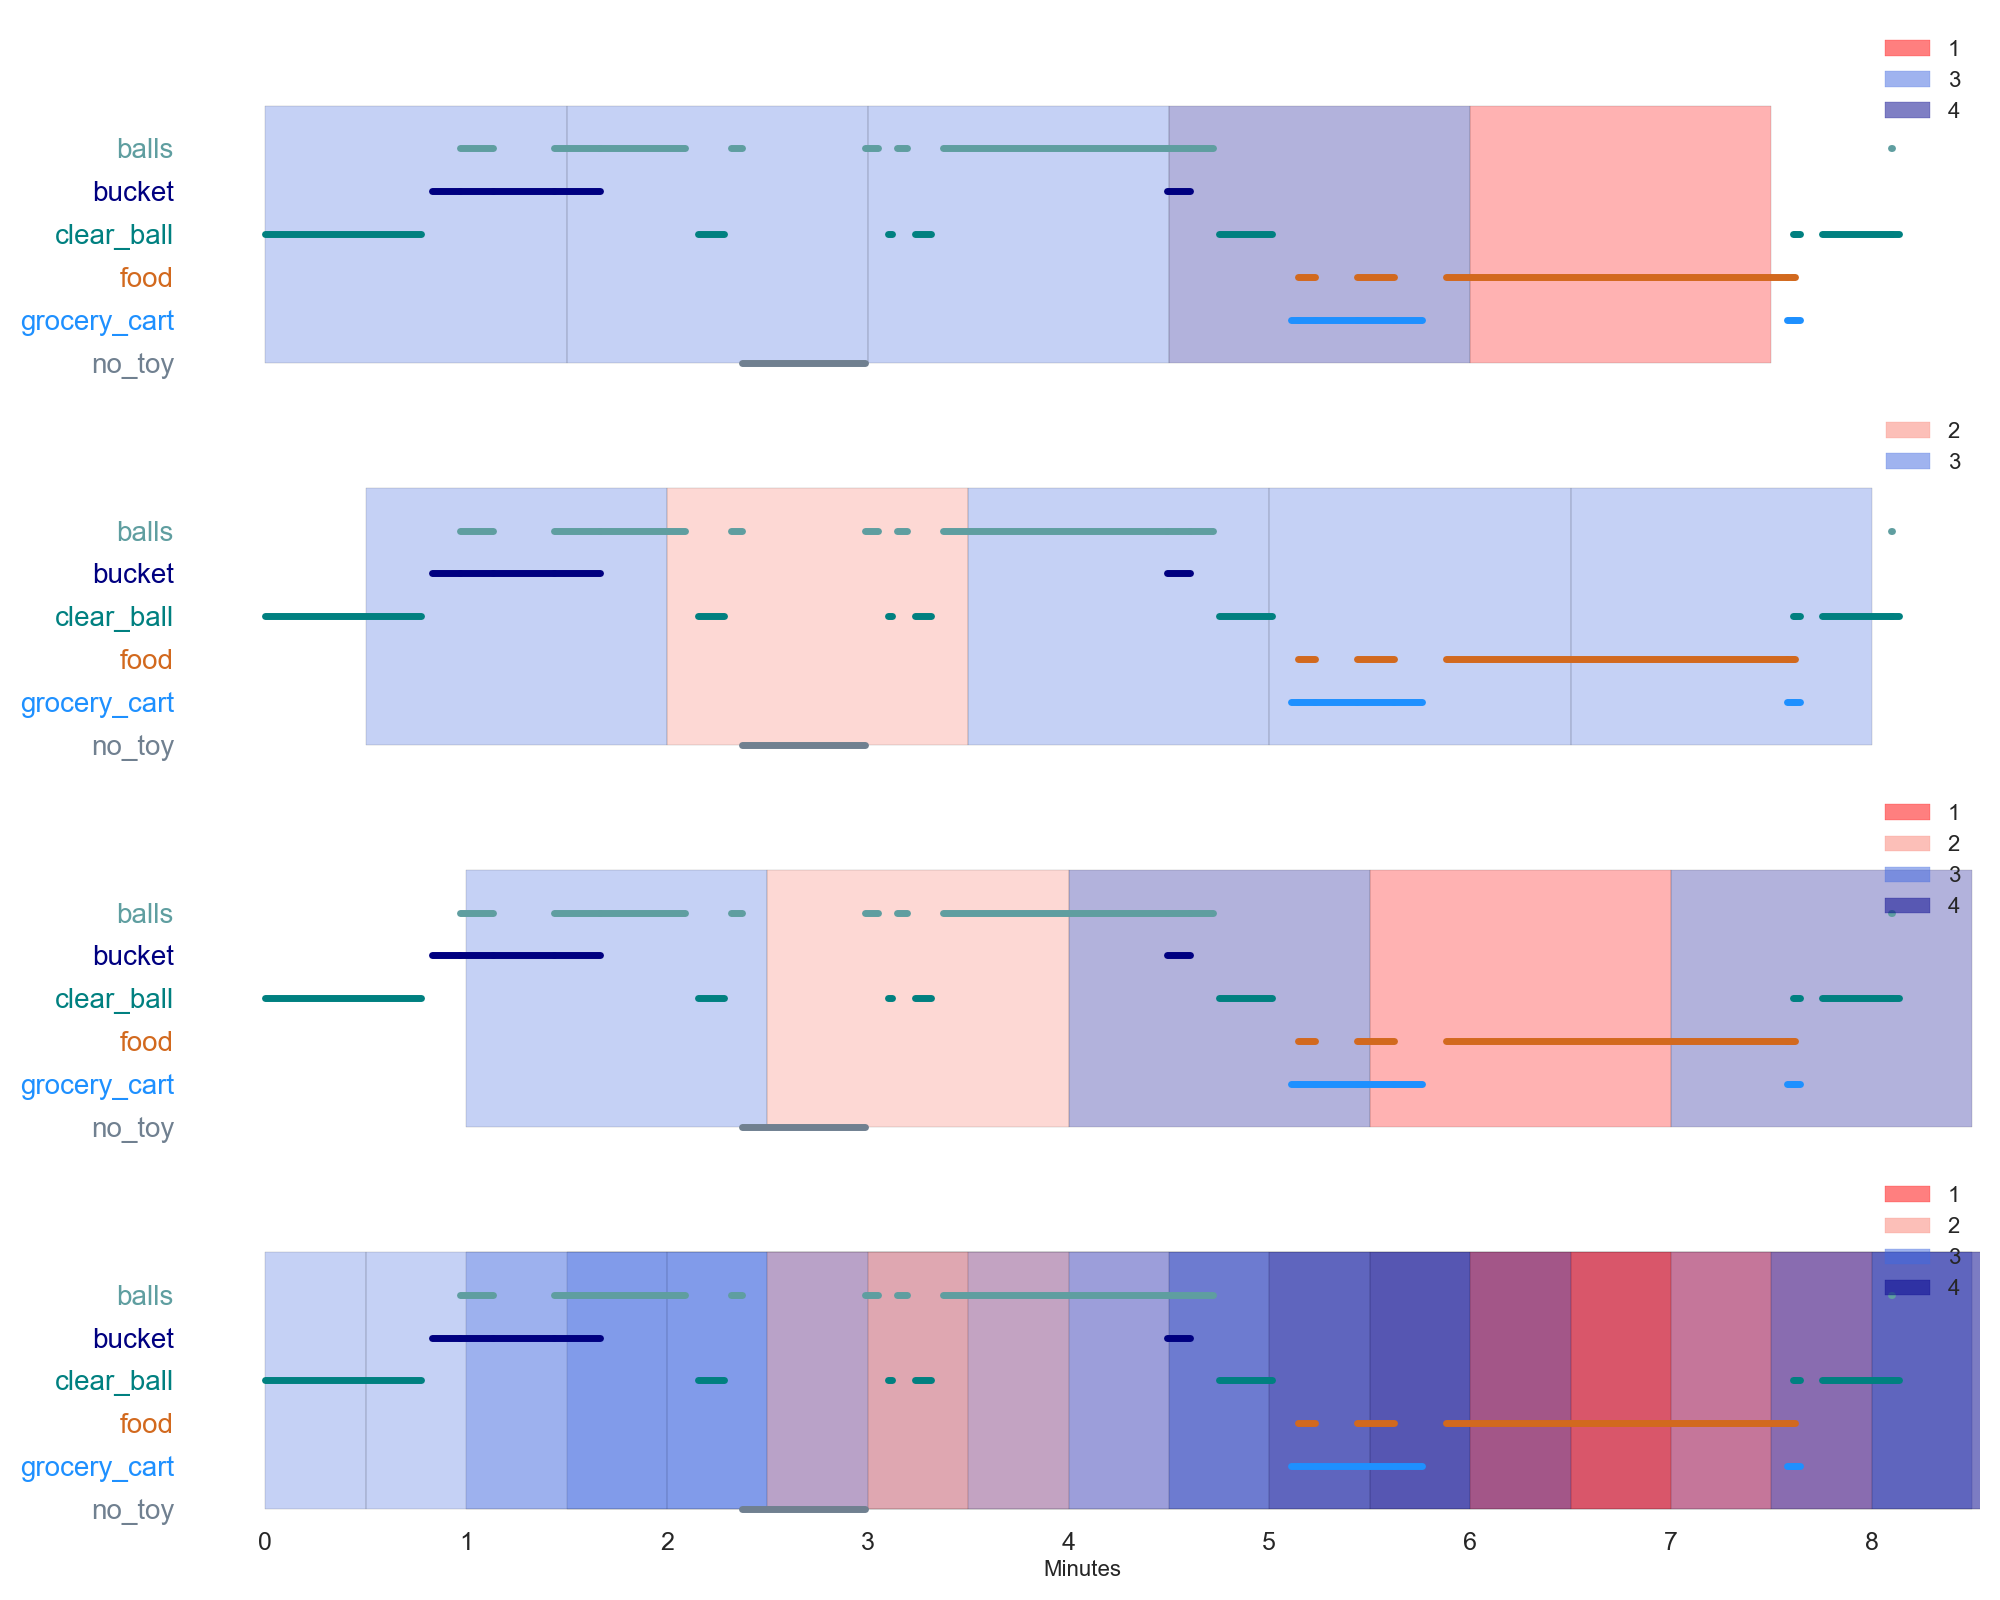 1
3
4
balls
bucket
clear_ball
food
grocery_cart
no_toy
2
3
balls
bucket
clear_ball
food
grocery_cart
no_toy
1
2
3
4
balls
bucket
clear_ball
food
grocery_cart
no_toy
1
2
3
4
balls
bucket
clear_ball
food
grocery_cart
no_toy
0 1 2 3 4 5 6 7 8
Minutes